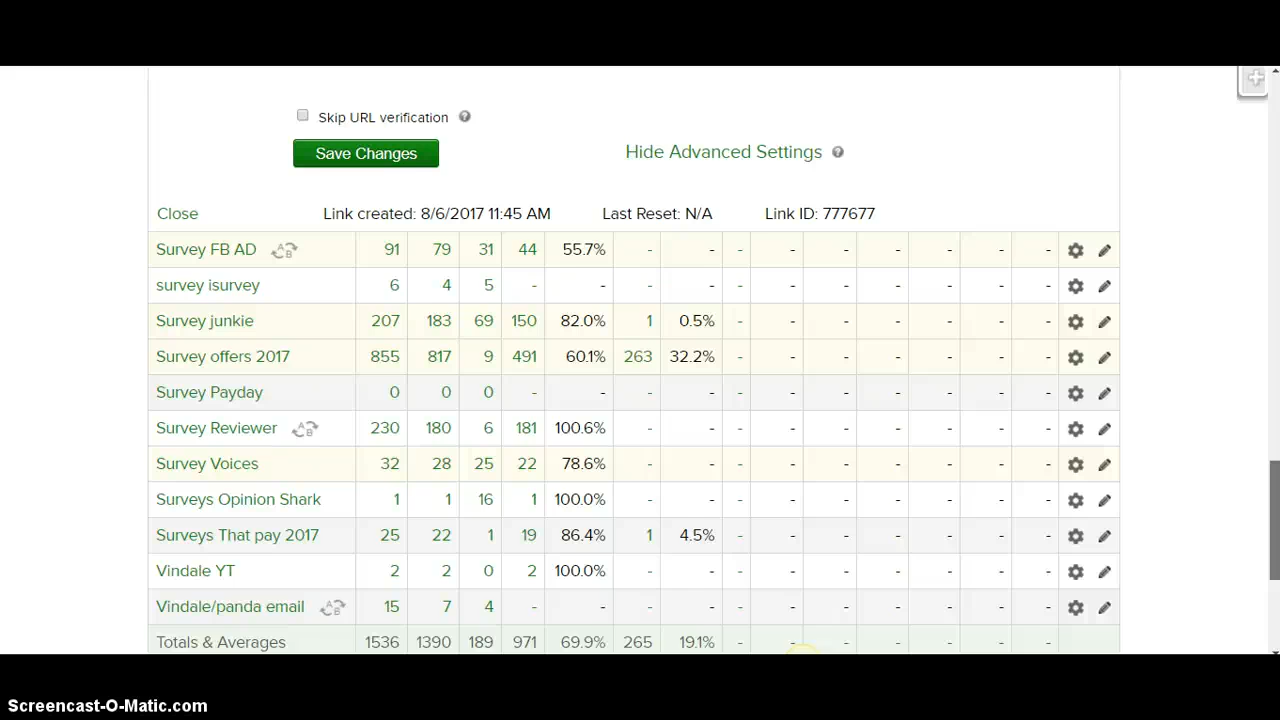 Skip URL verification ?
Save Changes Hide Advanced Settings ?
Close Link created: 8/6/2017 11:45 AM Last Reset: N/A Link ID: 777677
Survey FB AD A B 91 79 31 44 55.7% - - - - - - - - -
survey isurvey 6 4 5 - - - - - - - - - - -
Survey junkie 207 183 69 150 82.0% 1 0.5% - - - - - - -
Survey offers 2017 855 817 9 491 60.1% 263 32.2% - - - - - - -
Survey Payday 0 0 0 - - - - - - - - - - -
Survey Reviewer A B 230 180 6 181 100.6% - - - - - - - - -
Survey Voices 32 28 25 22 78.6% - - - - - - - - -
Surveys Opinion Shark 1 1 16 1 100.0% - - - - - - - - -
Surveys That pay 2017 25 22 1 19 86.4% 1 4.5% - - - - - - -
Vindale YT 2 2 0 2 100.0% - - - - - - - - -
Vindale/panda email A B 15 7 4 - - - - - - - - - - -
Totals & Averages 1536 1390 189 971 69.9% 265 19.1% - - - - - - -
Screencast-O-Matic.com